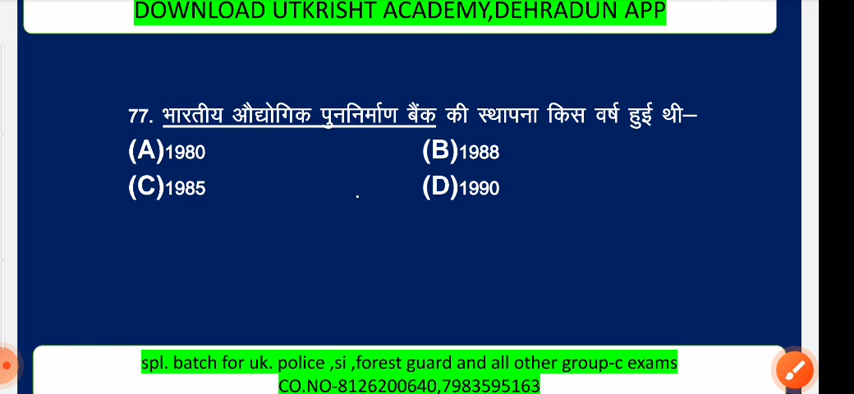 DOWNLOAD UTKRISHT ACADEMY,DEHRADUN APP
77. भारतीय औद्योगिक पुननिर्माण बैंक की स्थापना किस वर्ष हुई थी–
(A)1980 (B)1988
(C)1985 (D)1990
spl. batch for uk. police ,si ,forest guard and all other group-c exams
CO.NO-8126200640,7983595163